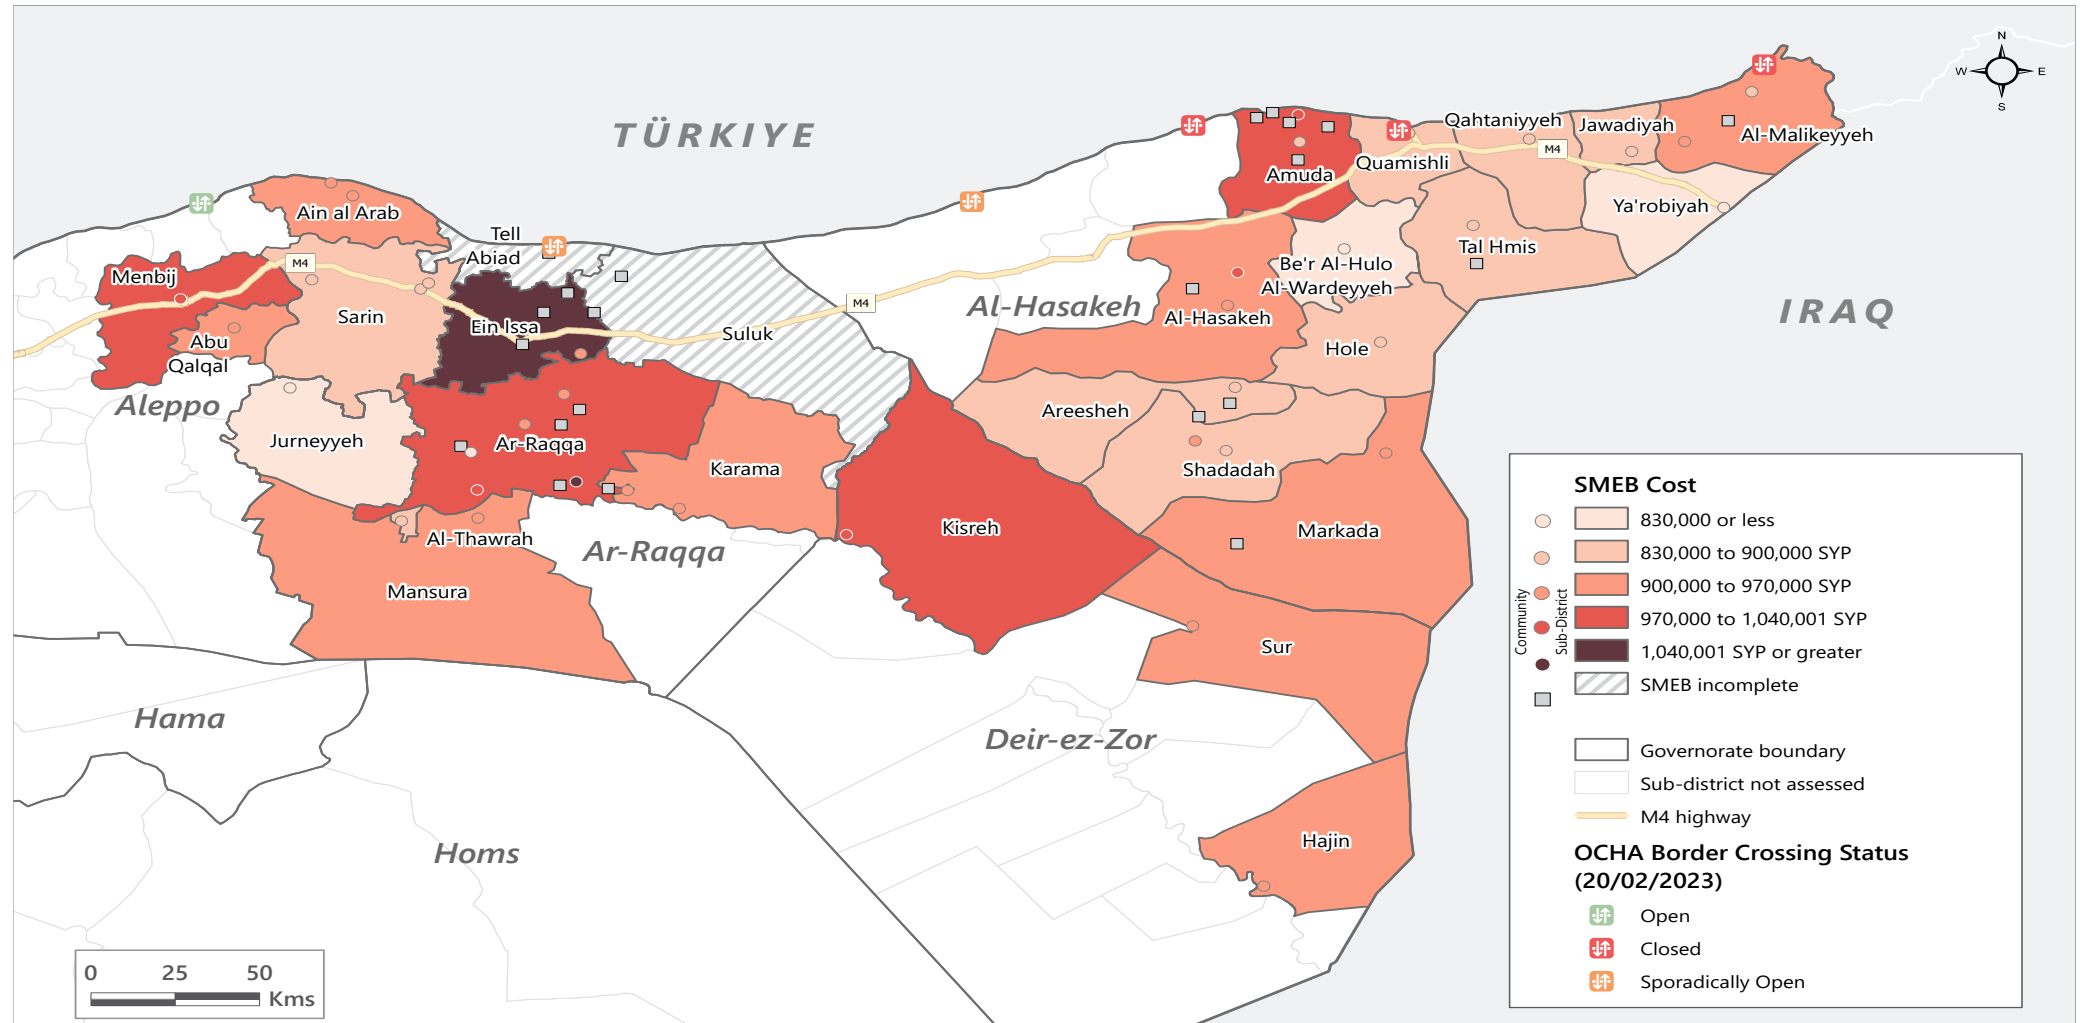 N
W
E
S
TÜRKIYE
IRAQ
Qahtaniyyeh
Jawadiyah
Al-Malikeyyeh
M4
Quamishli
Amuda
Ya'robiyah
Ain al Arab
Tell
Abiad
Tal Hmis
Be'r Al-Hulo
Al-Wardeyyeh
M4
Menbij
M4
Al-Hasakeh
Sarin
Ein Issa
Suluk
Al-Hasakeh
Abu
Qalqal
Hole
Aleppo
Areesheh
Jurneyyeh
Ar-Raqqa
Karama
Shadadah
Kisreh
Markada
Al-Thawrah
Ar-Raqqa
Mansura
Sur
Hama
Deir-ez-Zor
Homs
Hajin
0 25 50
Kms
SMEB Cost
830,000 or less
830,000 to 900,000 SYP
900,000 to 970,000 SYP
970,000 to 1,040,001 SYP
1,040,001 SYP or greater
SMEB incomplete
Community
Sub-District
Governorate boundary
Sub-district not assessed
M4 highway
OCHA Border Crossing Status
(20/02/2023)
Open
Closed
Sporadically Open